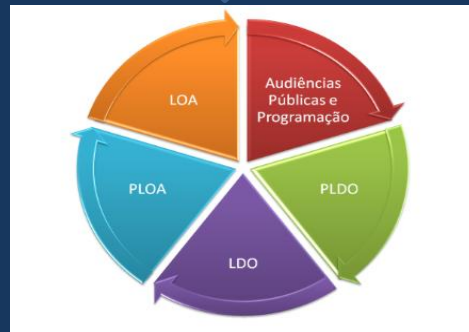 LOA
Audiências
Públicas e
Programação
PLOA
PLDO
LDO